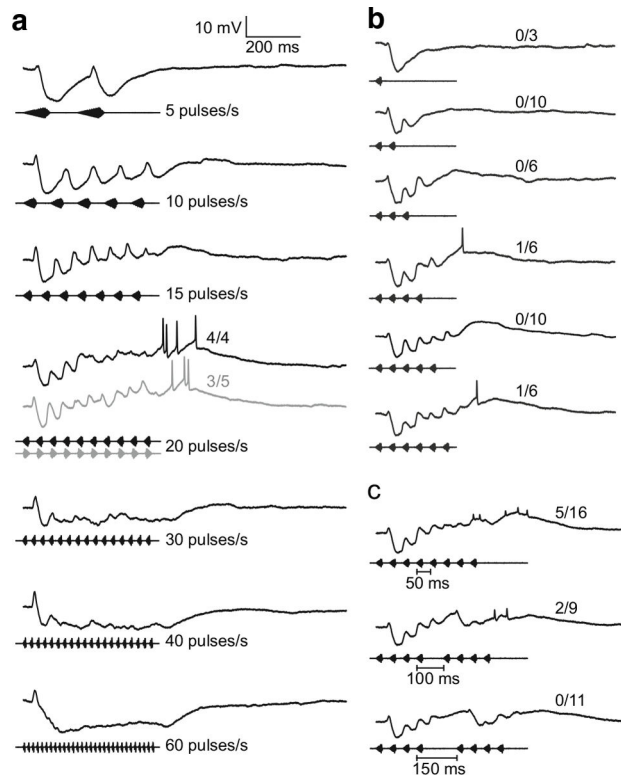 a
10 mV
200 ms
5 pulses/s
10 pulses/s
15 pulses/s
4/4
3/5
20 pulses/s
30 pulses/s
40 pulses/s
60 pulses/s
b
0/3
0/10
0/6
1/6
0/10
1/6
c
5/16
50 ms
2/9
100 ms
0/11
150 ms